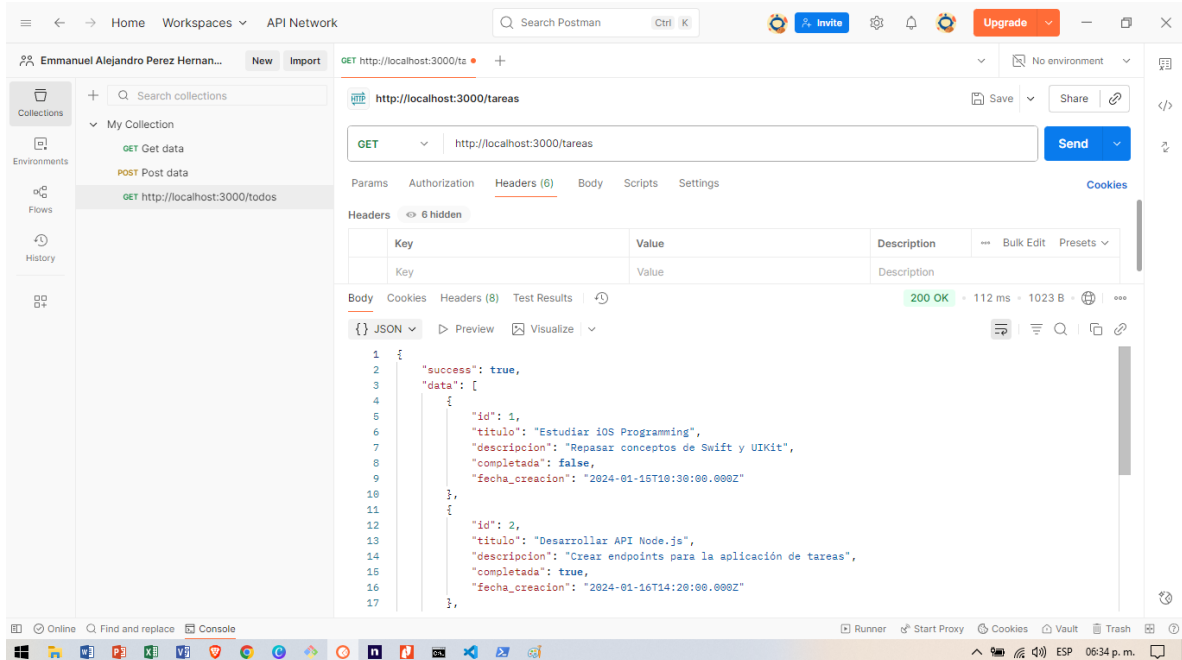 Home Workspaces API Network Search Postman Ctrl K Invite Upgrade
Emmanuel Alejandro Perez Hernan... New Import GET http://localhost:3000/ta No environment
Collections
Environments
Flows
History
Search collections
My Collection
GET Get data
POST Post data
GET http://localhost:3000/todos
HTTP http://localhost:3000/tareas Save Share
GET http://localhost:3000/tareas Send
Params Authorization Headers (6) Body Scripts Settings Cookies
Headers 6 hidden
Key Value Description Bulk Edit Presets
Key Value Description
Body Cookies Headers (8) Test Results 200 OK 112 ms 1023 B
{} JSON Preview Visualize
1 {
2 "success": true,
3 "data": [
4 {
5 "id": 1,
6 "titulo": "Estudiar iOS Programming",
7 "descripcion": "Repasar conceptos de Swift y UIKit",
8 "completada": false,
9 "fecha_creacion": "2024-01-15T10:30:00.000Z"
10 },
11 {
12 "id": 2,
13 "titulo": "Desarrollar API Node.js",
14 "descripcion": "Crear endpoints para la aplicación de tareas",
15 "completada": true,
16 "fecha_creacion": "2024-01-16T14:20:00.000Z"
17 },
Online Find and replace Console Runner Start Proxy Cookies Vault Trash
ESP 06:34 p. m.